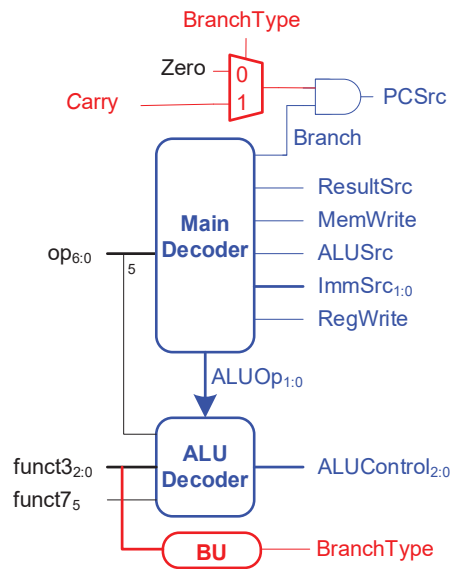 BranchType
Zero
0
Carry
1
PCSrc
Branch
ResultSrc
Main
Decoder
MemWrite
op6:0
5
ALUSrc
ImmSrc1:0
RegWrite
ALUOp1:0
funct32:0
ALU
Decoder
ALUControl2:0
funct75
BU
BranchType